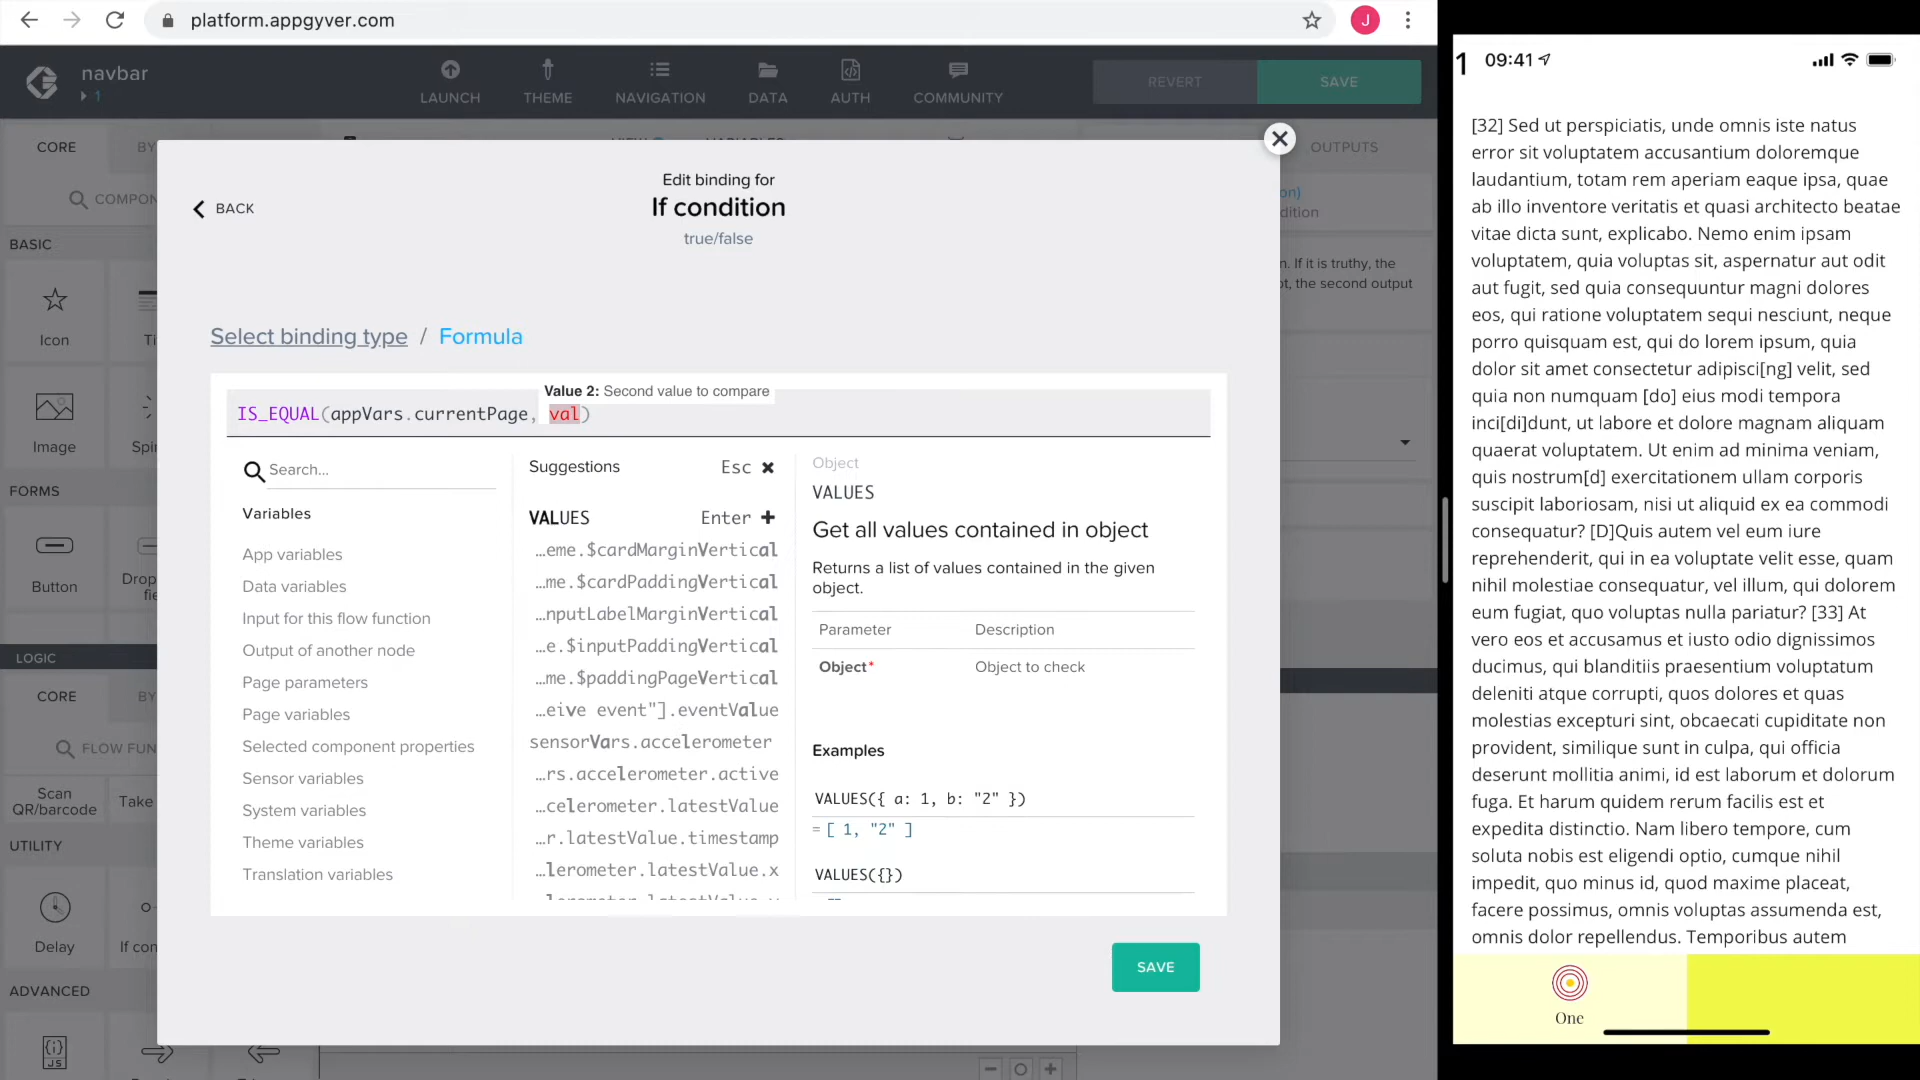 platform.appgyver.com
J
navbar
1
LAUNCH
THEME
NAVIGATION
DATA
AUTH
COMMUNITY
REVERT
SAVE
CORE
BY
OUTPUTS
COMPON
BASIC
Icon
Image
FORMS
Button
LOGIC
CORE
BY
FLOW FUN
Scan
QR/barcode
Take
UTILITY
Delay
If con
ADVANCED
JS
on)
dition
n. If it is truthy, the
ot, the second output
BACK
Edit binding for
If condition
true/false
Select binding type / Formula
Value 2: Second value to compare
IS_EQUAL(appVars.currentPage, val)
Search...
Variables
App variables
Data variables
Input for this flow function
Output of another node
Page parameters
Page variables
Selected component properties
Sensor variables
System variables
Theme variables
Translation variables
Suggestions
Esc
VALUES
Enter
…eme.$cardMarginVertical
…me.$cardPaddingVertical
…nputLabelMarginVertical
…e.$inputPaddingVertical
…me.$paddingPageVertical
…eive event"].eventValue
sensorVars.accelerometer
…rs.accelerometer.active
…celerometer.latestValue
…r.latestValue.timestamp
…lerometer.latestValue.x
Object
VALUES
Get all values contained in object
Returns a list of values contained in the given
object.
Parameter Description
Object* Object to check
Examples
VALUES({ a: 1, b: "2" })
= [ 1, "2" ]
VALUES({})
SAVE
1
09:41
[32] Sed ut perspiciatis, unde omnis iste natus
error sit voluptatem accusantium doloremque
laudantium, totam rem aperiam eaque ipsa, quae
ab illo inventore veritatis et quasi architecto beatae
vitae dicta sunt, explicabo. Nemo enim ipsam
voluptatem, quia voluptas sit, aspernatur aut odit
aut fugit, sed quia consequuntur magni dolores
eos, qui ratione voluptatem sequi nesciunt, neque
porro quisquam est, qui do lorem ipsum, quia
dolor sit amet consectetur adipisci[ng] velit, sed
quia non numquam [do] eius modi tempora
inci[di]dunt, ut labore et dolore magnam aliquam
quaerat voluptatem. Ut enim ad minima veniam,
quis nostrum[d] exercitationem ullam corporis
suscipit laboriosam, nisi ut aliquid ex ea commodi
consequatur? [D]Quis autem vel eum iure
reprehenderit, qui in ea voluptate velit esse, quam
nihil molestiae consequatur, vel illum, qui dolorem
eum fugiat, quo voluptas nulla pariatur? [33] At
vero eos et accusamus et iusto odio dignissimos
ducimus, qui blanditiis praesentium voluptatum
deleniti atque corrupti, quos dolores et quas
molestias excepturi sint, obcaecati cupiditate non
provident, similique sunt in culpa, qui officia
deserunt mollitia animi, id est laborum et dolorum
fuga. Et harum quidem rerum facilis est et
expedita distinctio. Nam libero tempore, cum
soluta nobis est eligendi optio, cumque nihil
impedit, quo minus id, quod maxime placeat,
facere possimus, omnis voluptas assumenda est,
omnis dolor repellendus. Temporibus autem
One